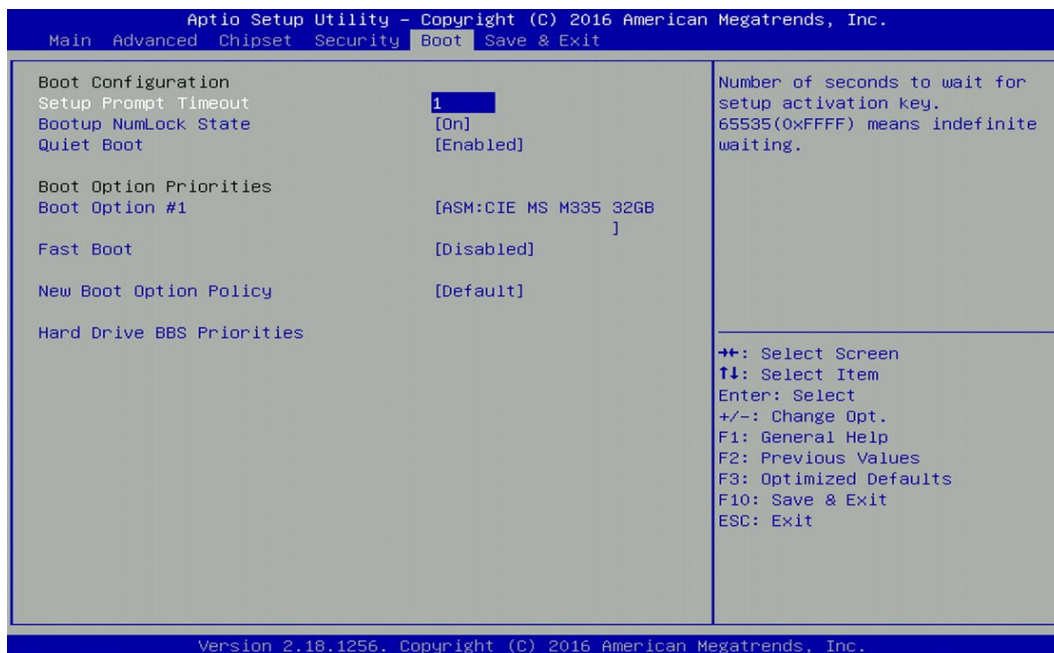 Aptio Setup Utility – Copyright (C) 2016 American Megatrends, Inc.
Main Advanced Chipset Security Boot Save & Exit
Boot Configuration
Setup Prompt Timeout 1
Bootup NumLock State [On]
Quiet Boot [Enabled]
Boot Option Priorities
Boot Option #1 [ASM:CIE MS M335 32GB
]
Fast Boot [Disabled]
New Boot Option Policy [Default]
Hard Drive BBS Priorities
Number of seconds to wait for
setup activation key.
65535(0xFFFF) means indefinite
waiting.
→←: Select Screen
↑↓: Select Item
Enter: Select
+/-: Change Opt.
F1: General Help
F2: Previous Values
F3: Optimized Defaults
F10: Save & Exit
ESC: Exit
Version 2.18.1256. Copyright (C) 2016 American Megatrends, Inc.